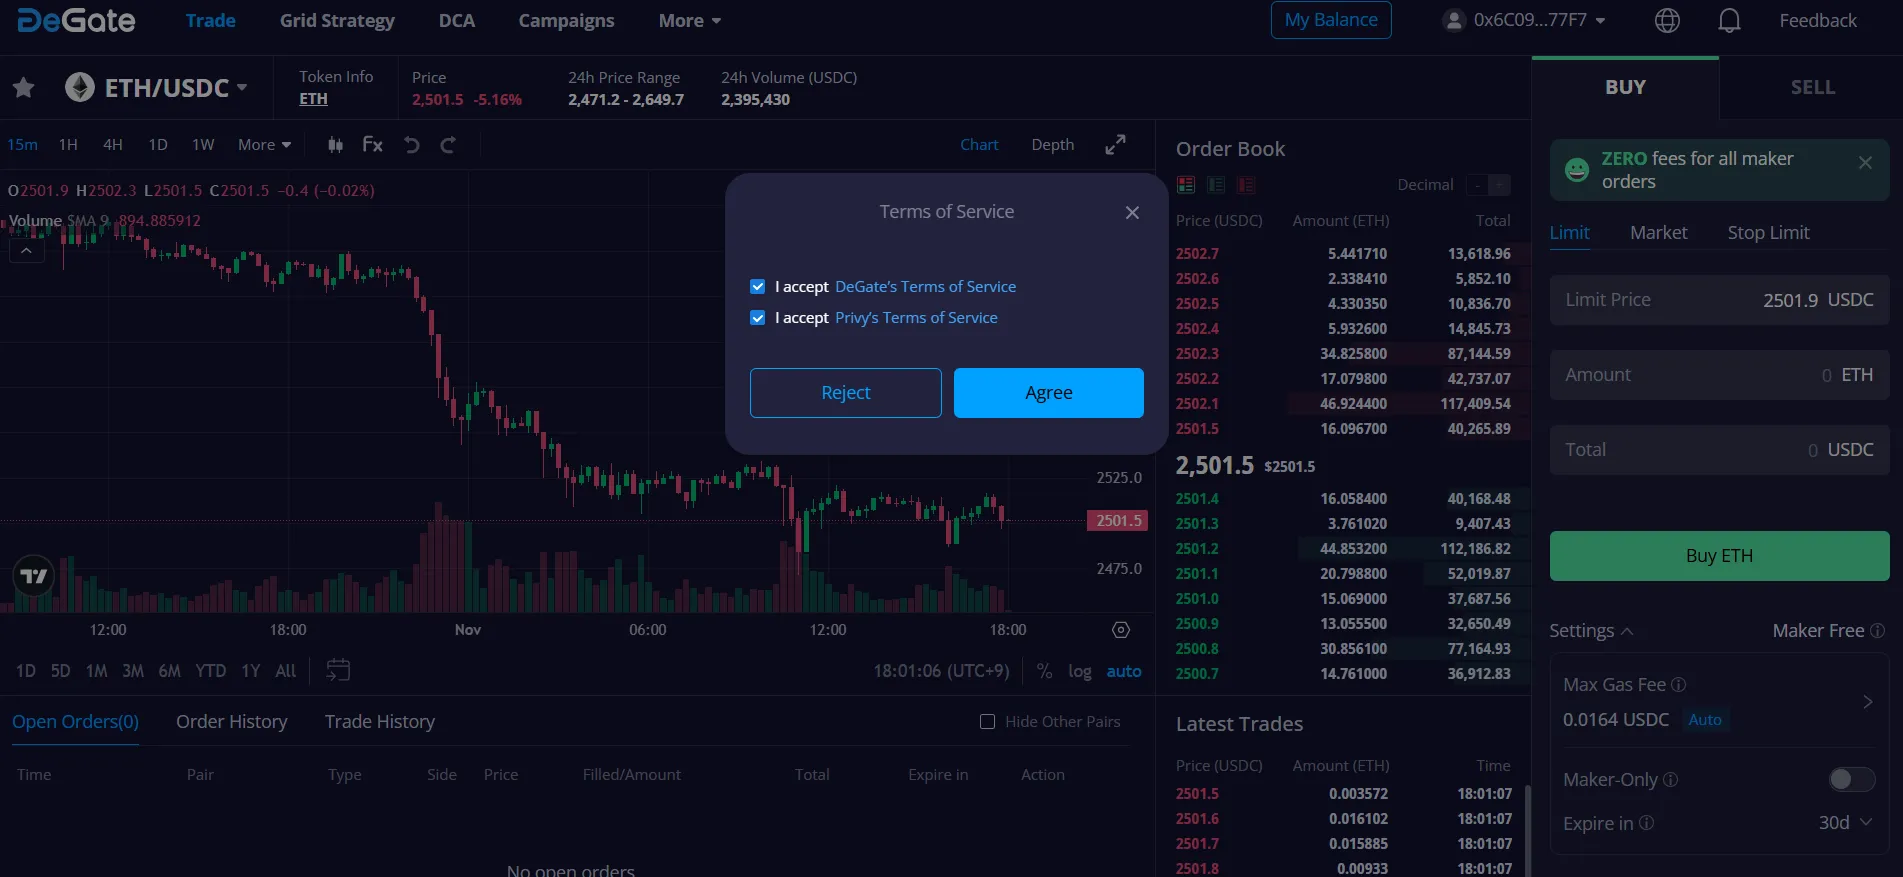 DeGate Trade Grid Strategy DCA Campaigns More My Balance 0x6C09...77F7 Feedback
ETH/USDC
Token Info
ETH
Price
2,501.5 -5.16%
24h Price Range
2,471.2 - 2,649.7
24h Volume (USDC)
2,395,430
15m 1H 4H 1D 1W More Fx Chart Depth
O2501.9 H2502.3 L2501.5 C2501.5 −0.4 (−0.02%)
Volume SMA 9 894.885912
Terms of Service
I accept DeGate's Terms of Service
I accept Privy's Terms of Service
Reject Agree
2525.0
2501.5
2475.0
12:00 18:00 Nov 06:00 12:00 18:00
1D 5D 1M 3M 6M YTD 1Y All 18:01:06 (UTC+9) % log auto
Open Orders(0) Order History Trade History Hide Other Pairs
Time Pair Type Side Price Filled/Amount Total Expire in Action
No open orders
Order Book
Decimal - +
Price (USDC) Amount (ETH) Total
2502.7 5.441710 13,618.96
2502.6 2.338410 5,852.10
2502.5 4.330350 10,836.70
2502.4 5.932600 14,845.73
2502.3 34.825800 87,144.59
2502.2 17.079800 42,737.07
2502.1 46.924400 117,409.54
2501.5 16.096700 40,265.89
2,501.5 $2501.5
2501.4 16.058400 40,168.48
2501.3 3.761020 9,407.43
2501.2 44.853200 112,186.82
2501.1 20.798800 52,019.87
2501.0 15.069000 37,687.56
2500.9 13.055500 32,650.49
2500.8 30.856100 77,164.93
2500.7 14.761000 36,912.83
Latest Trades
Price (USDC) Amount (ETH) Time
2501.5 0.003572 18:01:07
2501.6 0.016102 18:01:07
2501.7 0.015885 18:01:07
2501.8 0.00933 18:01:07
BUY SELL
ZERO fees for all maker
orders
Limit Market Stop Limit
Limit Price 2501.9 USDC
Amount 0 ETH
Total 0 USDC
Buy ETH
Settings Maker Free
Max Gas Fee
0.0164 USDC Auto
Maker-Only
Expire in 30d